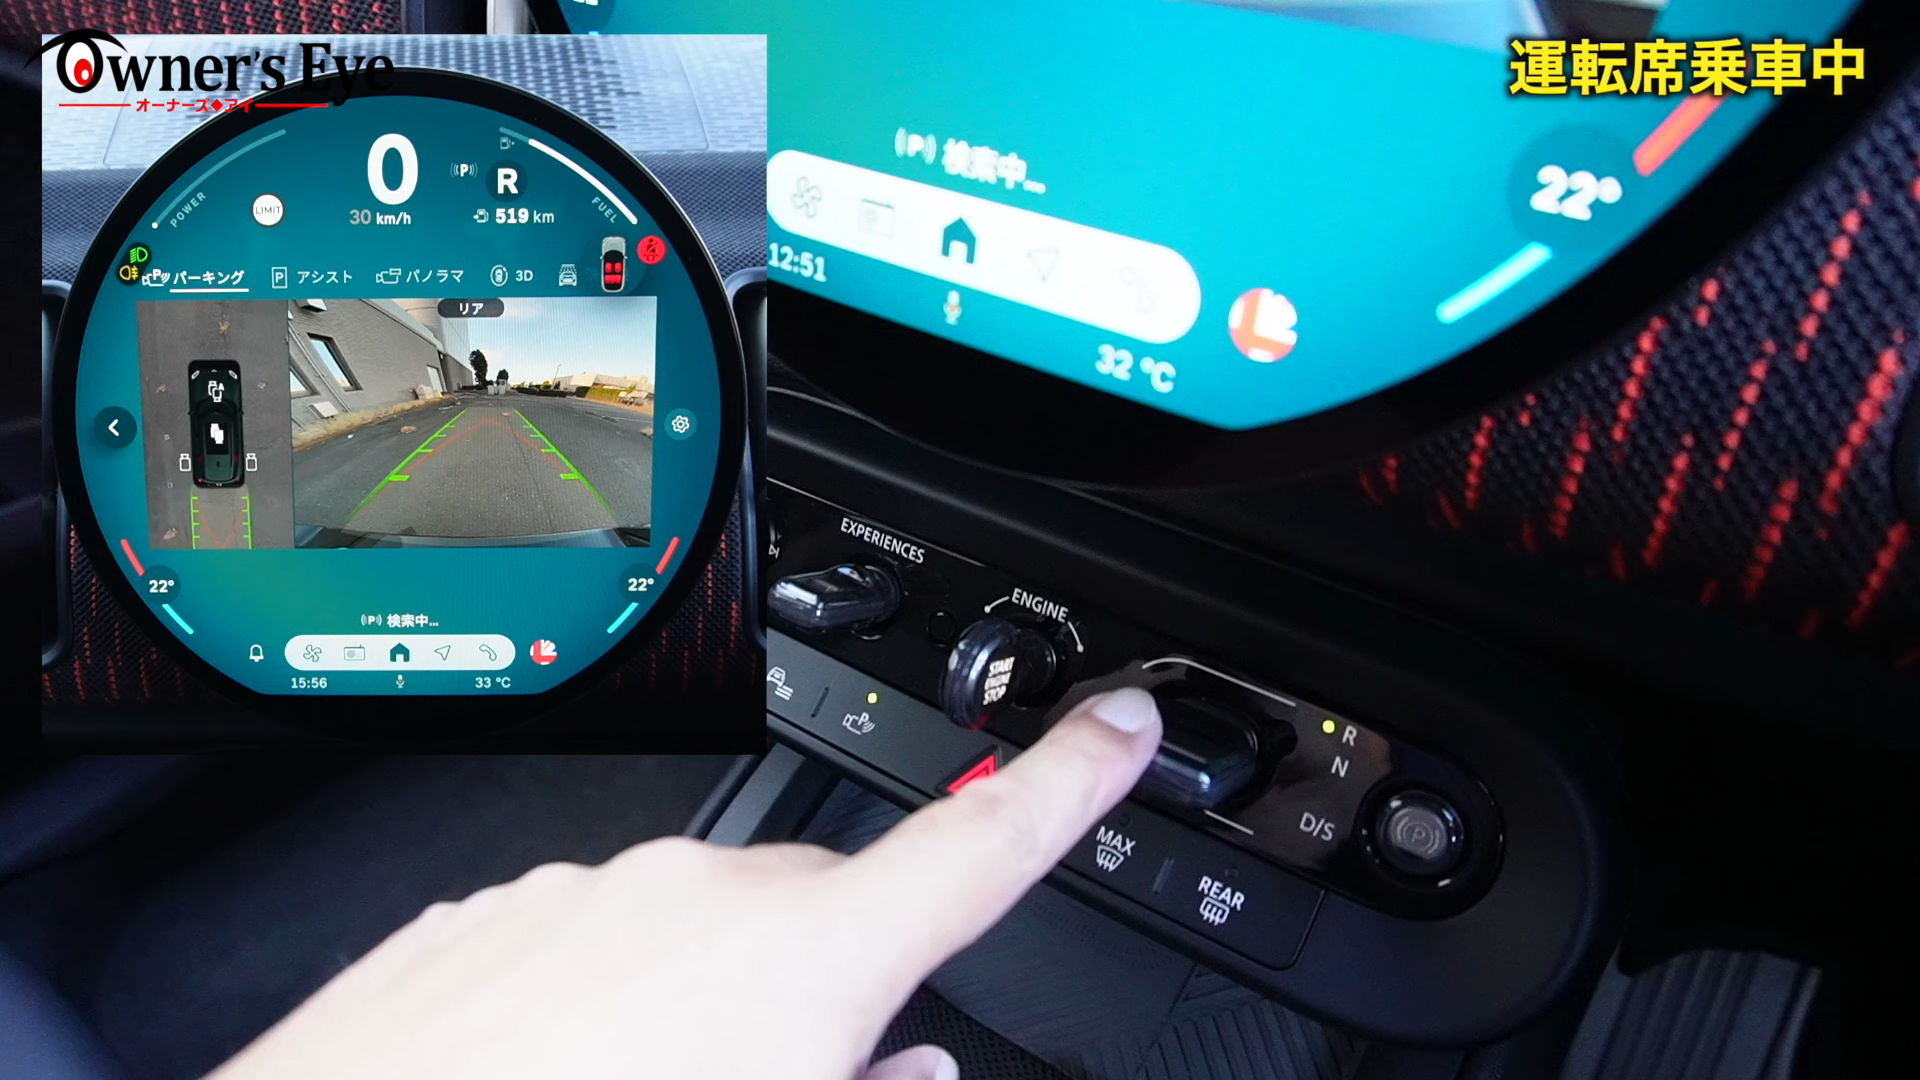 Owner's Eye
オーナーズ◆アイ
運転席乗車中
POWER
LIMIT
0
30 km/h
(P)
R
519 km
FUEL
パーキング
P アシスト
パノラマ
3D
リア
A
22°
22°
(P) 検索中...
15:56
33 °C
(P) 検索中...
12:51
32 °C
22°
EXPERIENCES
ENGINE
START
ENGINE
STOP
P
R
N
D/S
P
MAX
REAR